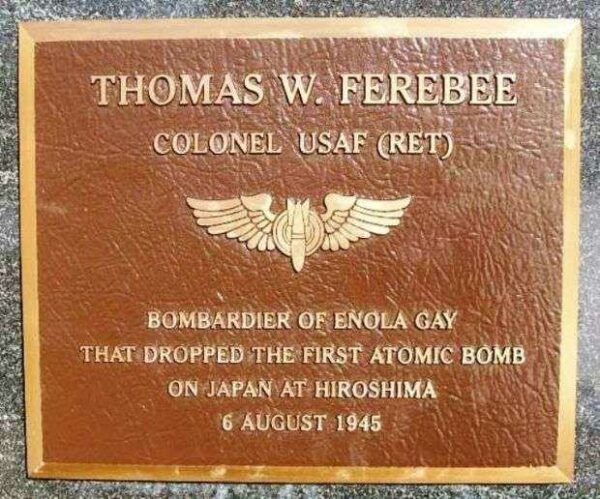 THOMAS W. FEREBEE
COLONEL USAF (RET)
BOMBARDIER OF ENOLA GAY
THAT DROPPED THE FIRST ATOMIC BOMB
ON JAPAN AT HIROSHIMA
6 AUGUST 1945